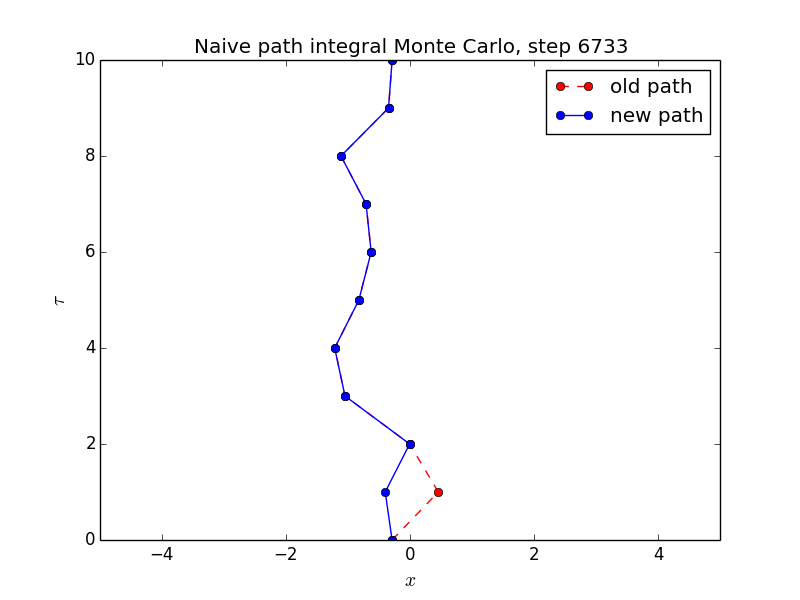 Naive path integral Monte Carlo, step 6733
10
8
6
4
2
0
τ
old path
new path
−4
−2
0
2
4
x